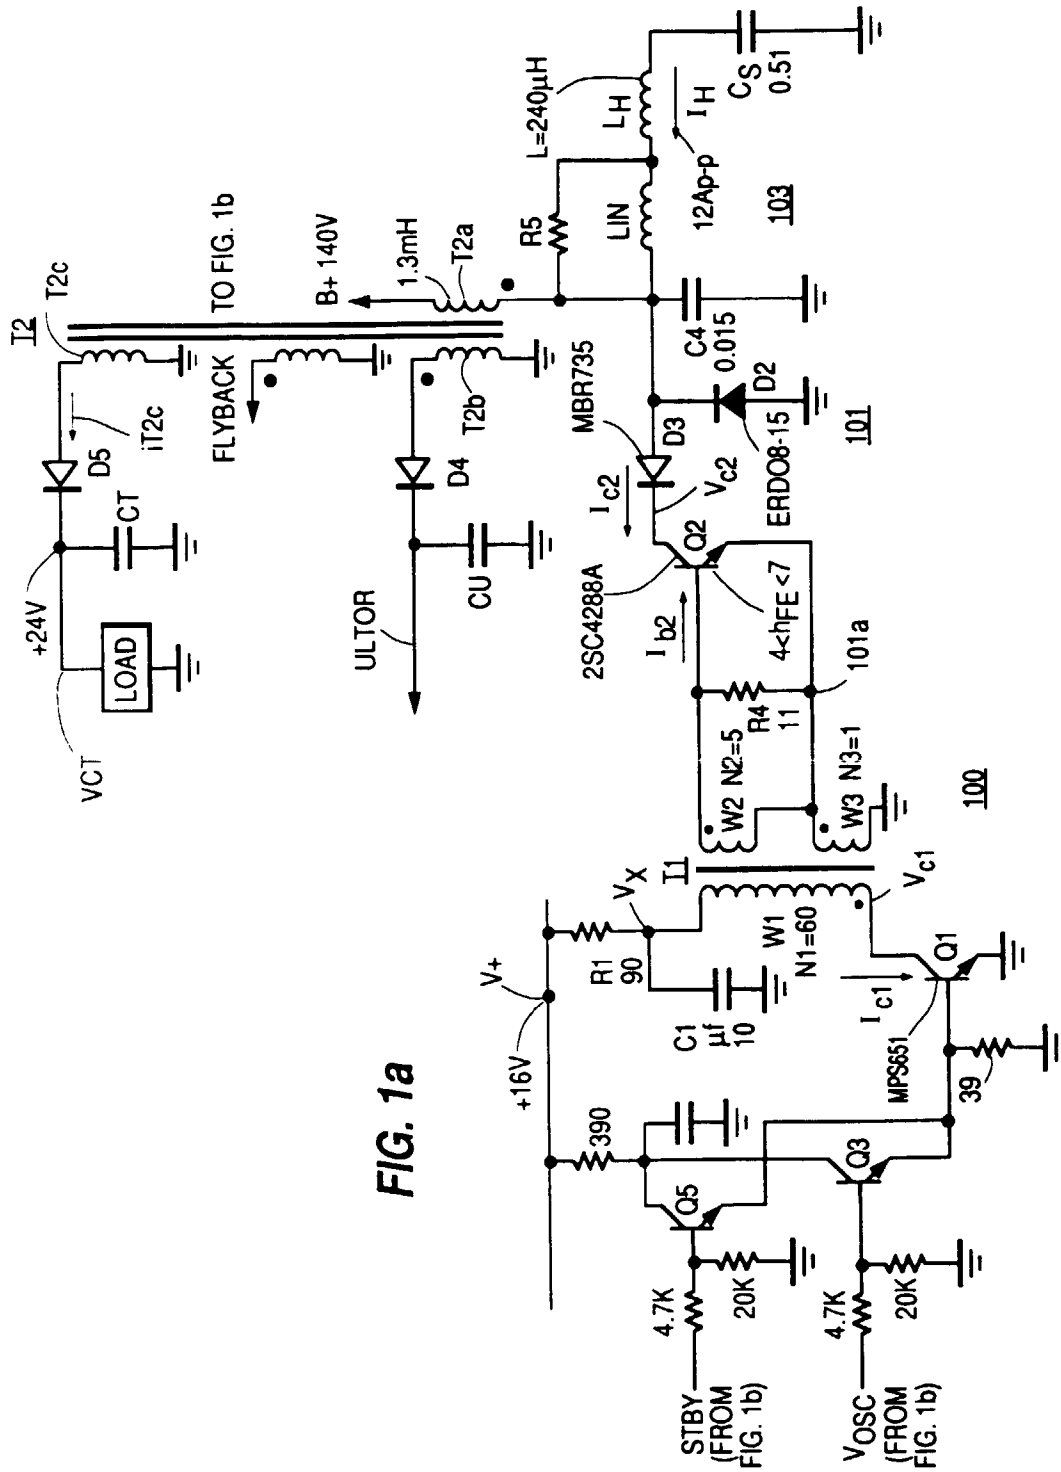 FIG. 1a
STBY
(FROM
FIG. 1b)
4.7K
20K
Q5
390
VOSC
(FROM
FIG. 1b)
4.7K
20K
Q3
+16V
V+
R1
90
VX
C1
µf
10
W1
N1=60
T1
Ic1
Vc1
MPS651
Q1
39
100
W2 N2=5
W3 N3=1
R4
11
101a
Ib2
2SC4288A
4<hFE<7
Q2
Ic2
Vc2
MBR735
D3
ERDO8-15
D2
101
C4
0.015
R5
LIN
L=240µH
LH
IH
12Ap-p
CS
0.51
103
VCT
LOAD
+24V
CT
D5
iT2c
T2c
T2
TO FIG. 1b
FLYBACK
ULTOR
CU
D4
T2b
B+ 140V
1.3mH
T2a